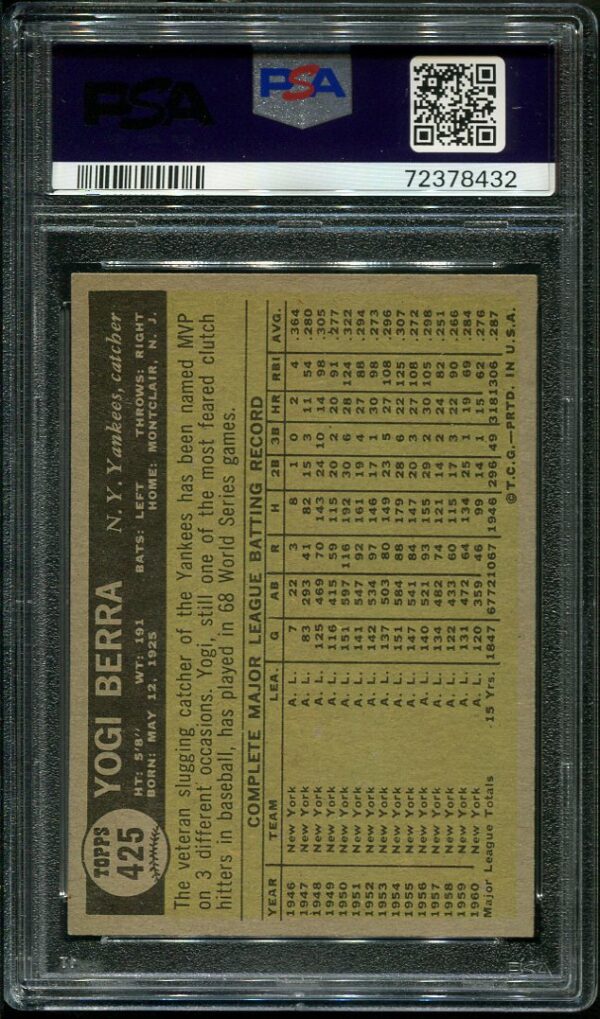 PSA
PSA
72378432
TOPPS
425
YOGI BERRA N. Y. Yankees, catcher
HT: 5'8" WT: 191 BATS: LEFT THROWS: RIGHT
BORN: MAY 12, 1925 HOME: MONTCLAIR, N. J.
The veteran slugging catcher of the Yankees has been named MVP
on 3 different occasions. Yogi, still one of the most feared clutch
hitters in baseball, has played in 68 World Series games.
COMPLETE MAJOR LEAGUE BATTING RECORD
YEAR TEAM LEA. G AB R H 2B 3B HR RBI AVG.
1946 New York A. L. 7 22 3 8 1 0 2 4 .364
1947 New York A. L. 83 293 41 82 15 3 11 54 .280
1948 New York A. L. 125 469 70 143 24 10 14 98 .305
1949 New York A. L. 116 415 59 115 20 2 20 91 .277
1950 New York A. L. 151 597 116 192 30 6 28 124 .322
1951 New York A. L. 141 547 92 161 19 4 27 88 .294
1952 New York A. L. 142 534 97 146 17 1 30 98 .273
1953 New York A. L. 137 503 80 149 23 5 27 108 .296
1954 New York A. L. 151 584 88 179 28 6 22 125 .307
1955 New York A. L. 147 541 84 147 20 3 27 108 .272
1956 New York A. L. 140 521 93 155 29 2 30 105 .298
1957 New York A. L. 134 482 74 121 14 2 24 82 .251
1958 New York A. L. 122 433 60 115 17 3 22 90 .266
1959 New York A. L. 131 472 64 134 25 1 19 69 .284
1960 New York A. L. 120 359 46 99 14 1 15 62 .276
Major League Totals 15 Yrs. 1847 6772 1067 1946 296 49 318 1306 .287
©T.C.G.—PRTD. IN U.S.A.
PSA